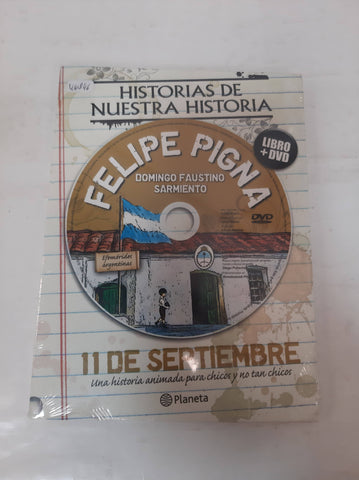 HISTORIAS DE
NUESTRA HISTORIA
LIBRO
+ DVD
FELIPE PIGNA
DOMINGO FAUSTINO
SARMIENTO
DVD
Efemérides
argentinas
11 DE SEPTIEMBRE
Una historia animada para chicos y no tan chicos
Planeta